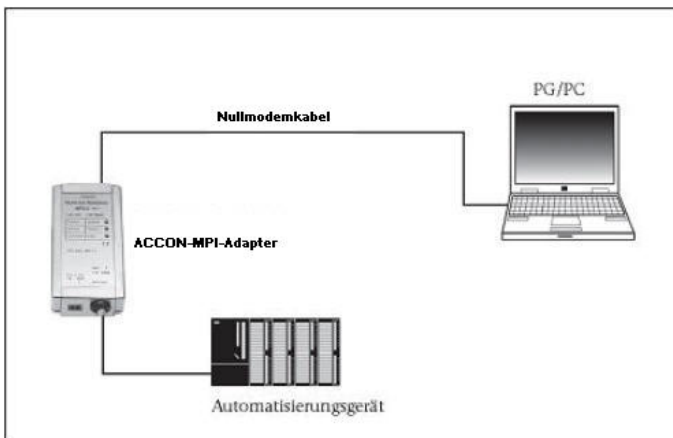 PG/PC
Nullmodemkabel
ACCON-MPI-Adapter
Automatisierungsgerät